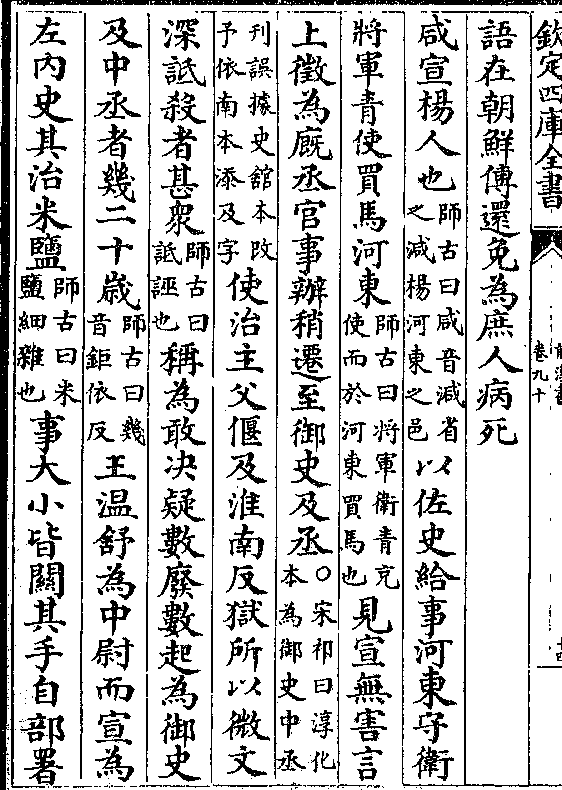 欽定四庫全書
前漢書
卷九十
語在朝鮮傳還免為庶人病死
咸宣楊人也師古曰咸音減省之減楊河東之邑以佐史給事河東守衛
將軍青使買馬河東師古曰將軍衛青充使而於河東買馬也見宣無害言
上徵為廐丞官事辦稍遷至御史及丞○宋祁曰淳化本為御史中丞
刊誤據史館本改予依南本添及字使治主父偃及淮南反獄所以微文
深詆殺者甚衆師古曰詆誣也稱為敢决疑數廢數起為御史
及中丞者幾二十歲師古曰幾音鉅依反王温舒為中尉而宣為
左内史其治米鹽師古曰米鹽細雜也事大小皆關其手自部署